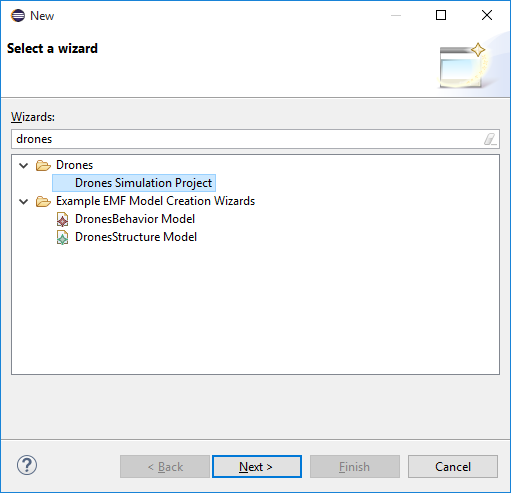 New
Select a wizard
Wizards:
drones
Drones
Drones Simulation Project
Example EMF Model Creation Wizards
DronesBehavior Model
DronesStructure Model
?
< Back
Next >
Finish
Cancel